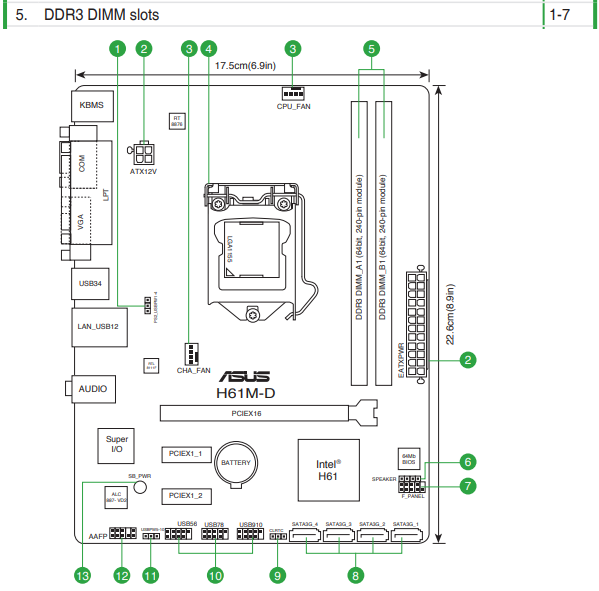 5. DDR3 DIMM slots 1-7
1 2 3 4 3 5
17.5cm(6.9in)
KBMS
CPU_FAN
RT
8876
COM
ATX12V
LPT
VGA
LGA1155
DDR3 DIMM_A1 (64bit, 240-pin module)
DDR3 DIMM_B1 (64bit, 240-pin module)
22.6cm(8.9in)
USB34
1
LAN_USB12
EATXPWR
2
CHA_FAN
ASUS
H61M-D
AUDIO
PCIEX16
Super
I/O
PCIEX1_1
BATTERY
Intel®
H61
64Mb
BIOS
6
SPEAKER
SB_PWR
7
F_PANEL
ALC
887- VD2
PCIEX1_2
AAFP
USB56
USB78
USB910
CLRTC
SATA3G_4
SATA3G_3
SATA3G_2
SATA3G_1
13 12 11 10 9 8